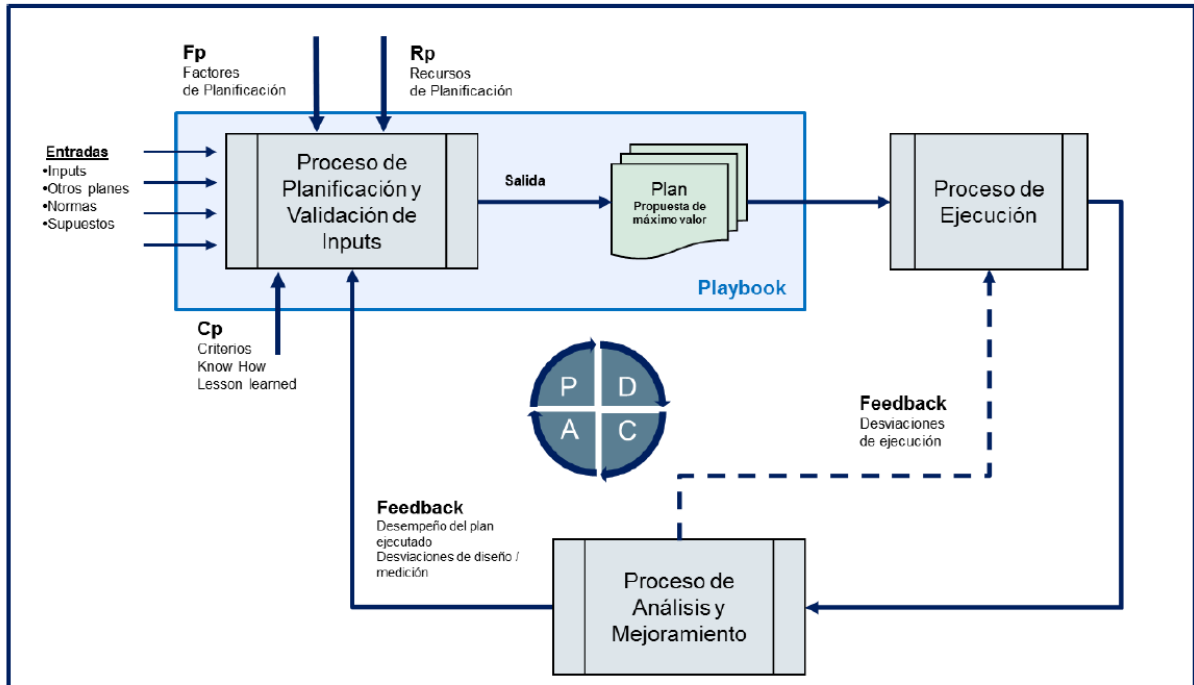 Fp
Factores
de Planificación
Rp
Recursos
de Planificación
Entradas
•Inputs
•Otros planes
•Normas
•Supuestos
Proceso de
Planificación y
Validación de
Inputs
Salida
Plan
Propuesta de
máximo valor
Playbook
Proceso de
Ejecución
Cp
Criterios
Know How
Lesson learned
P
D
A
C
Feedback
Desviaciones
de ejecución
Feedback
Desempeño del plan
ejecutado
Desviaciones de diseño /
medición
Proceso de
Análisis y
Mejoramiento